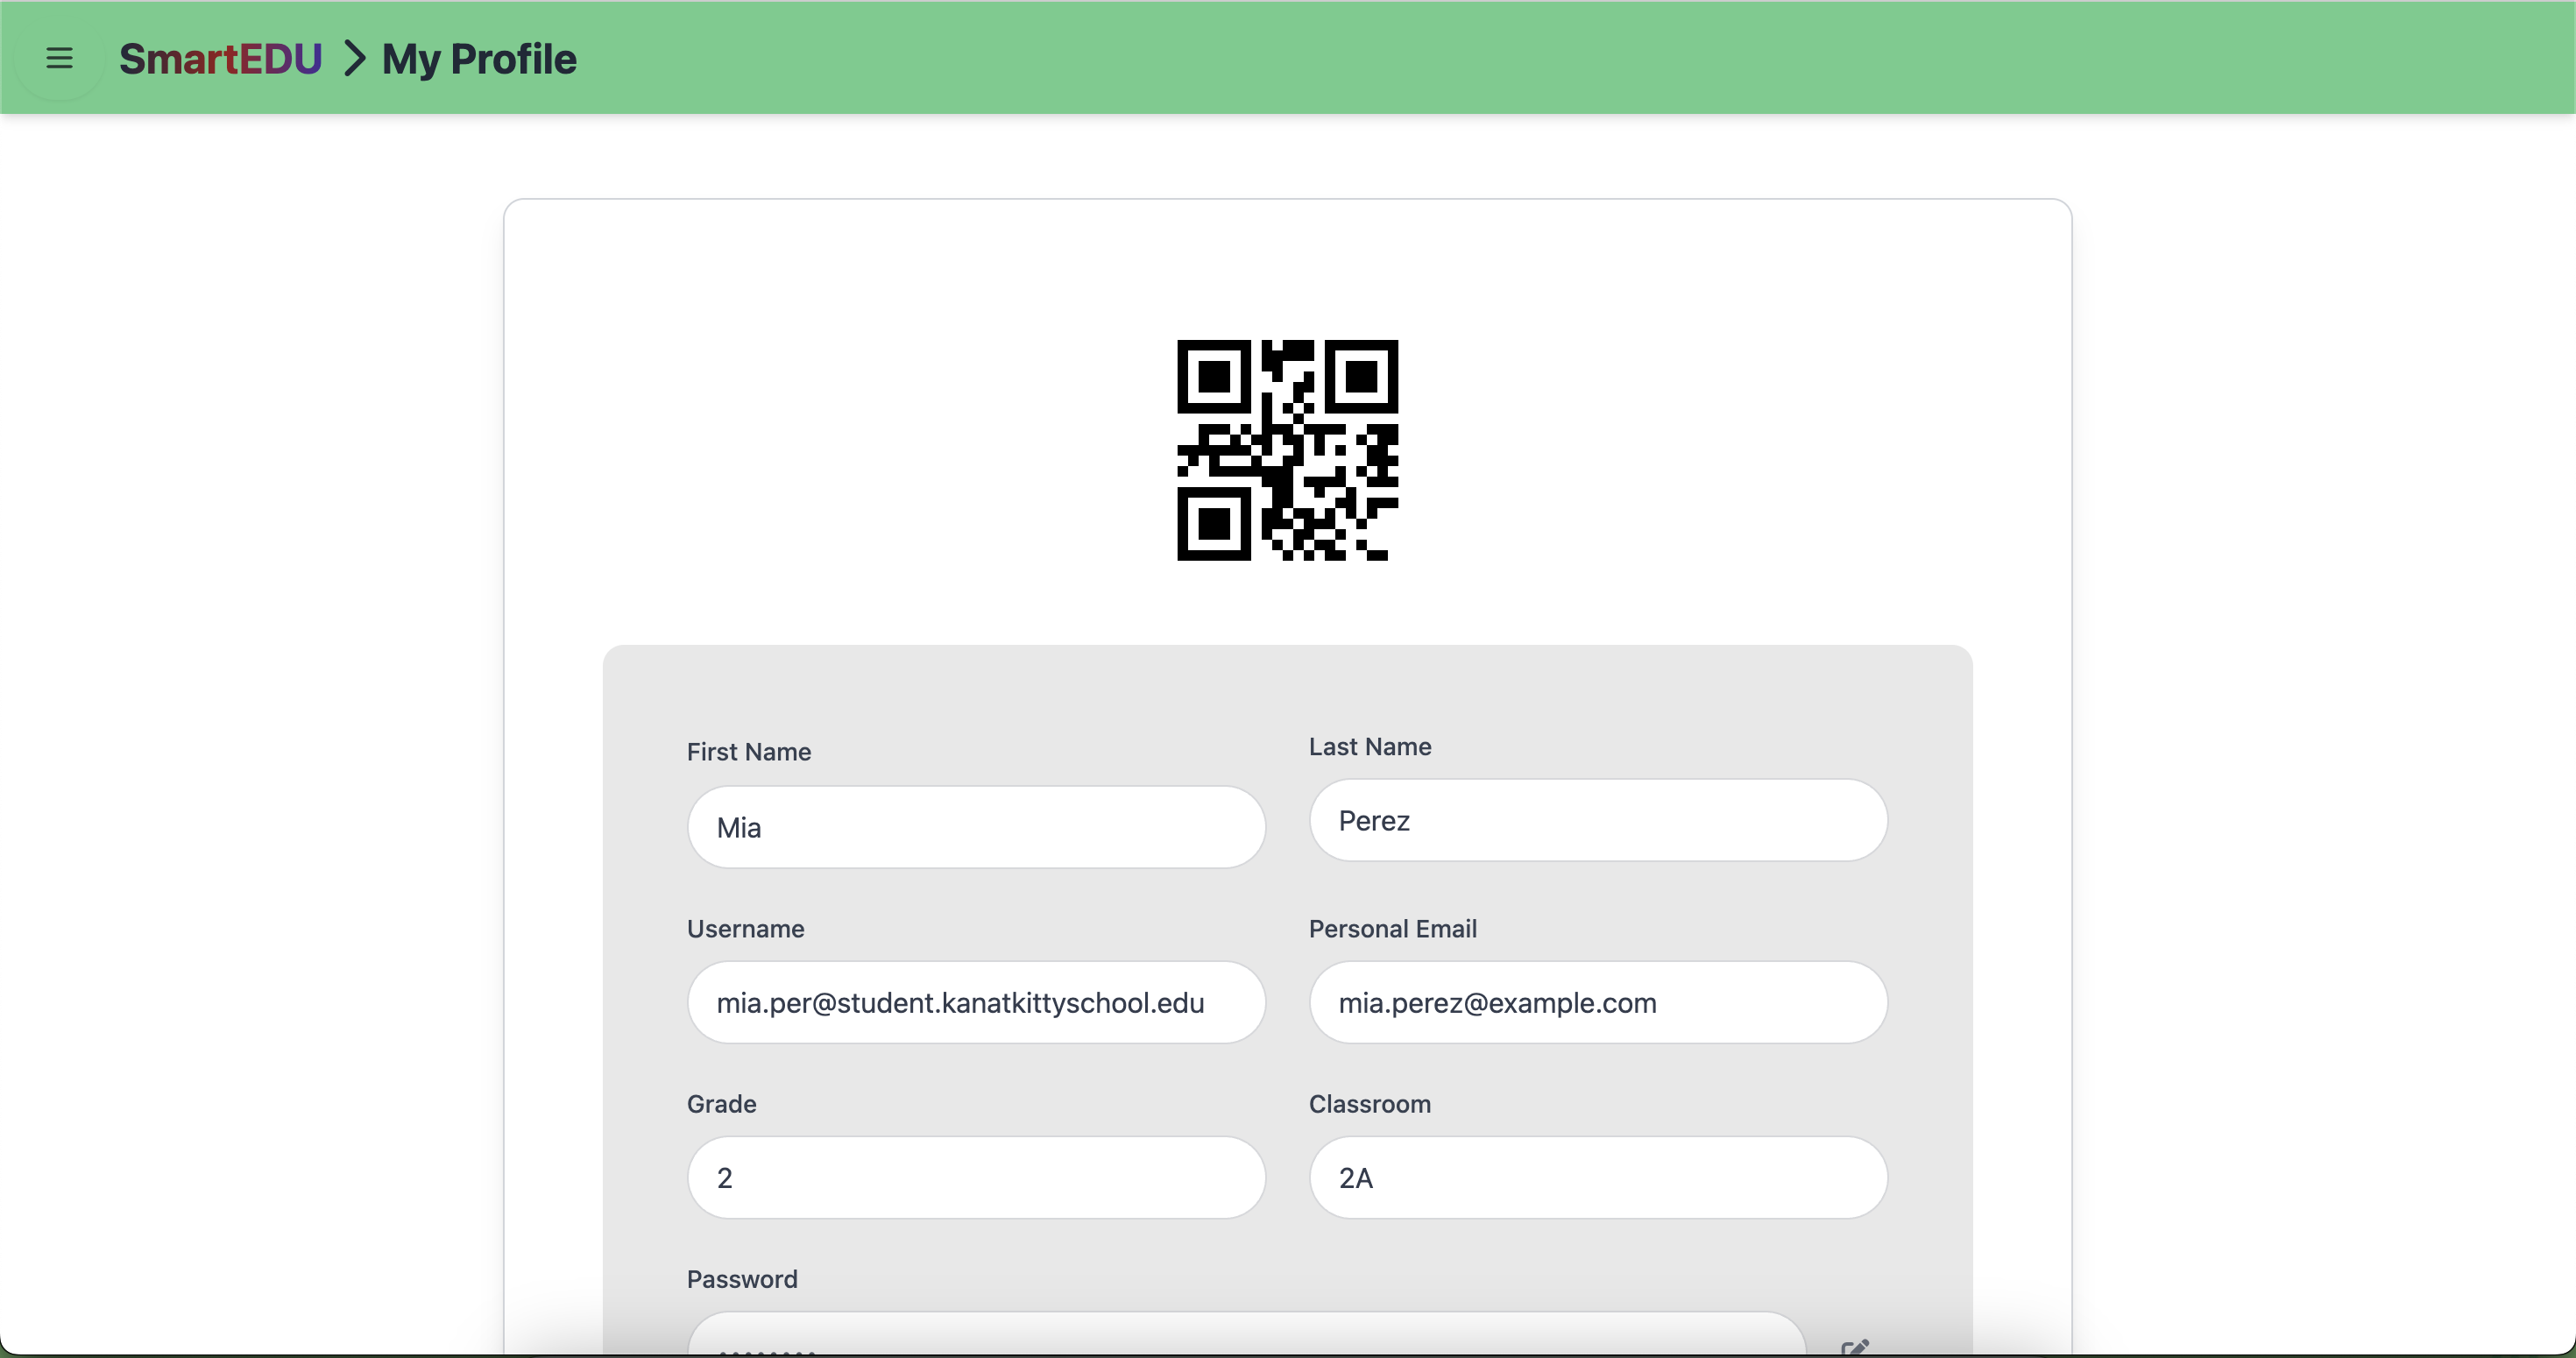 SmartEDU > My Profile
First Name
Last Name
Mia
Perez
Username
Personal Email
mia.per@student.kanatkittyschool.edu
mia.perez@example.com
Grade
Classroom
2
2A
Password